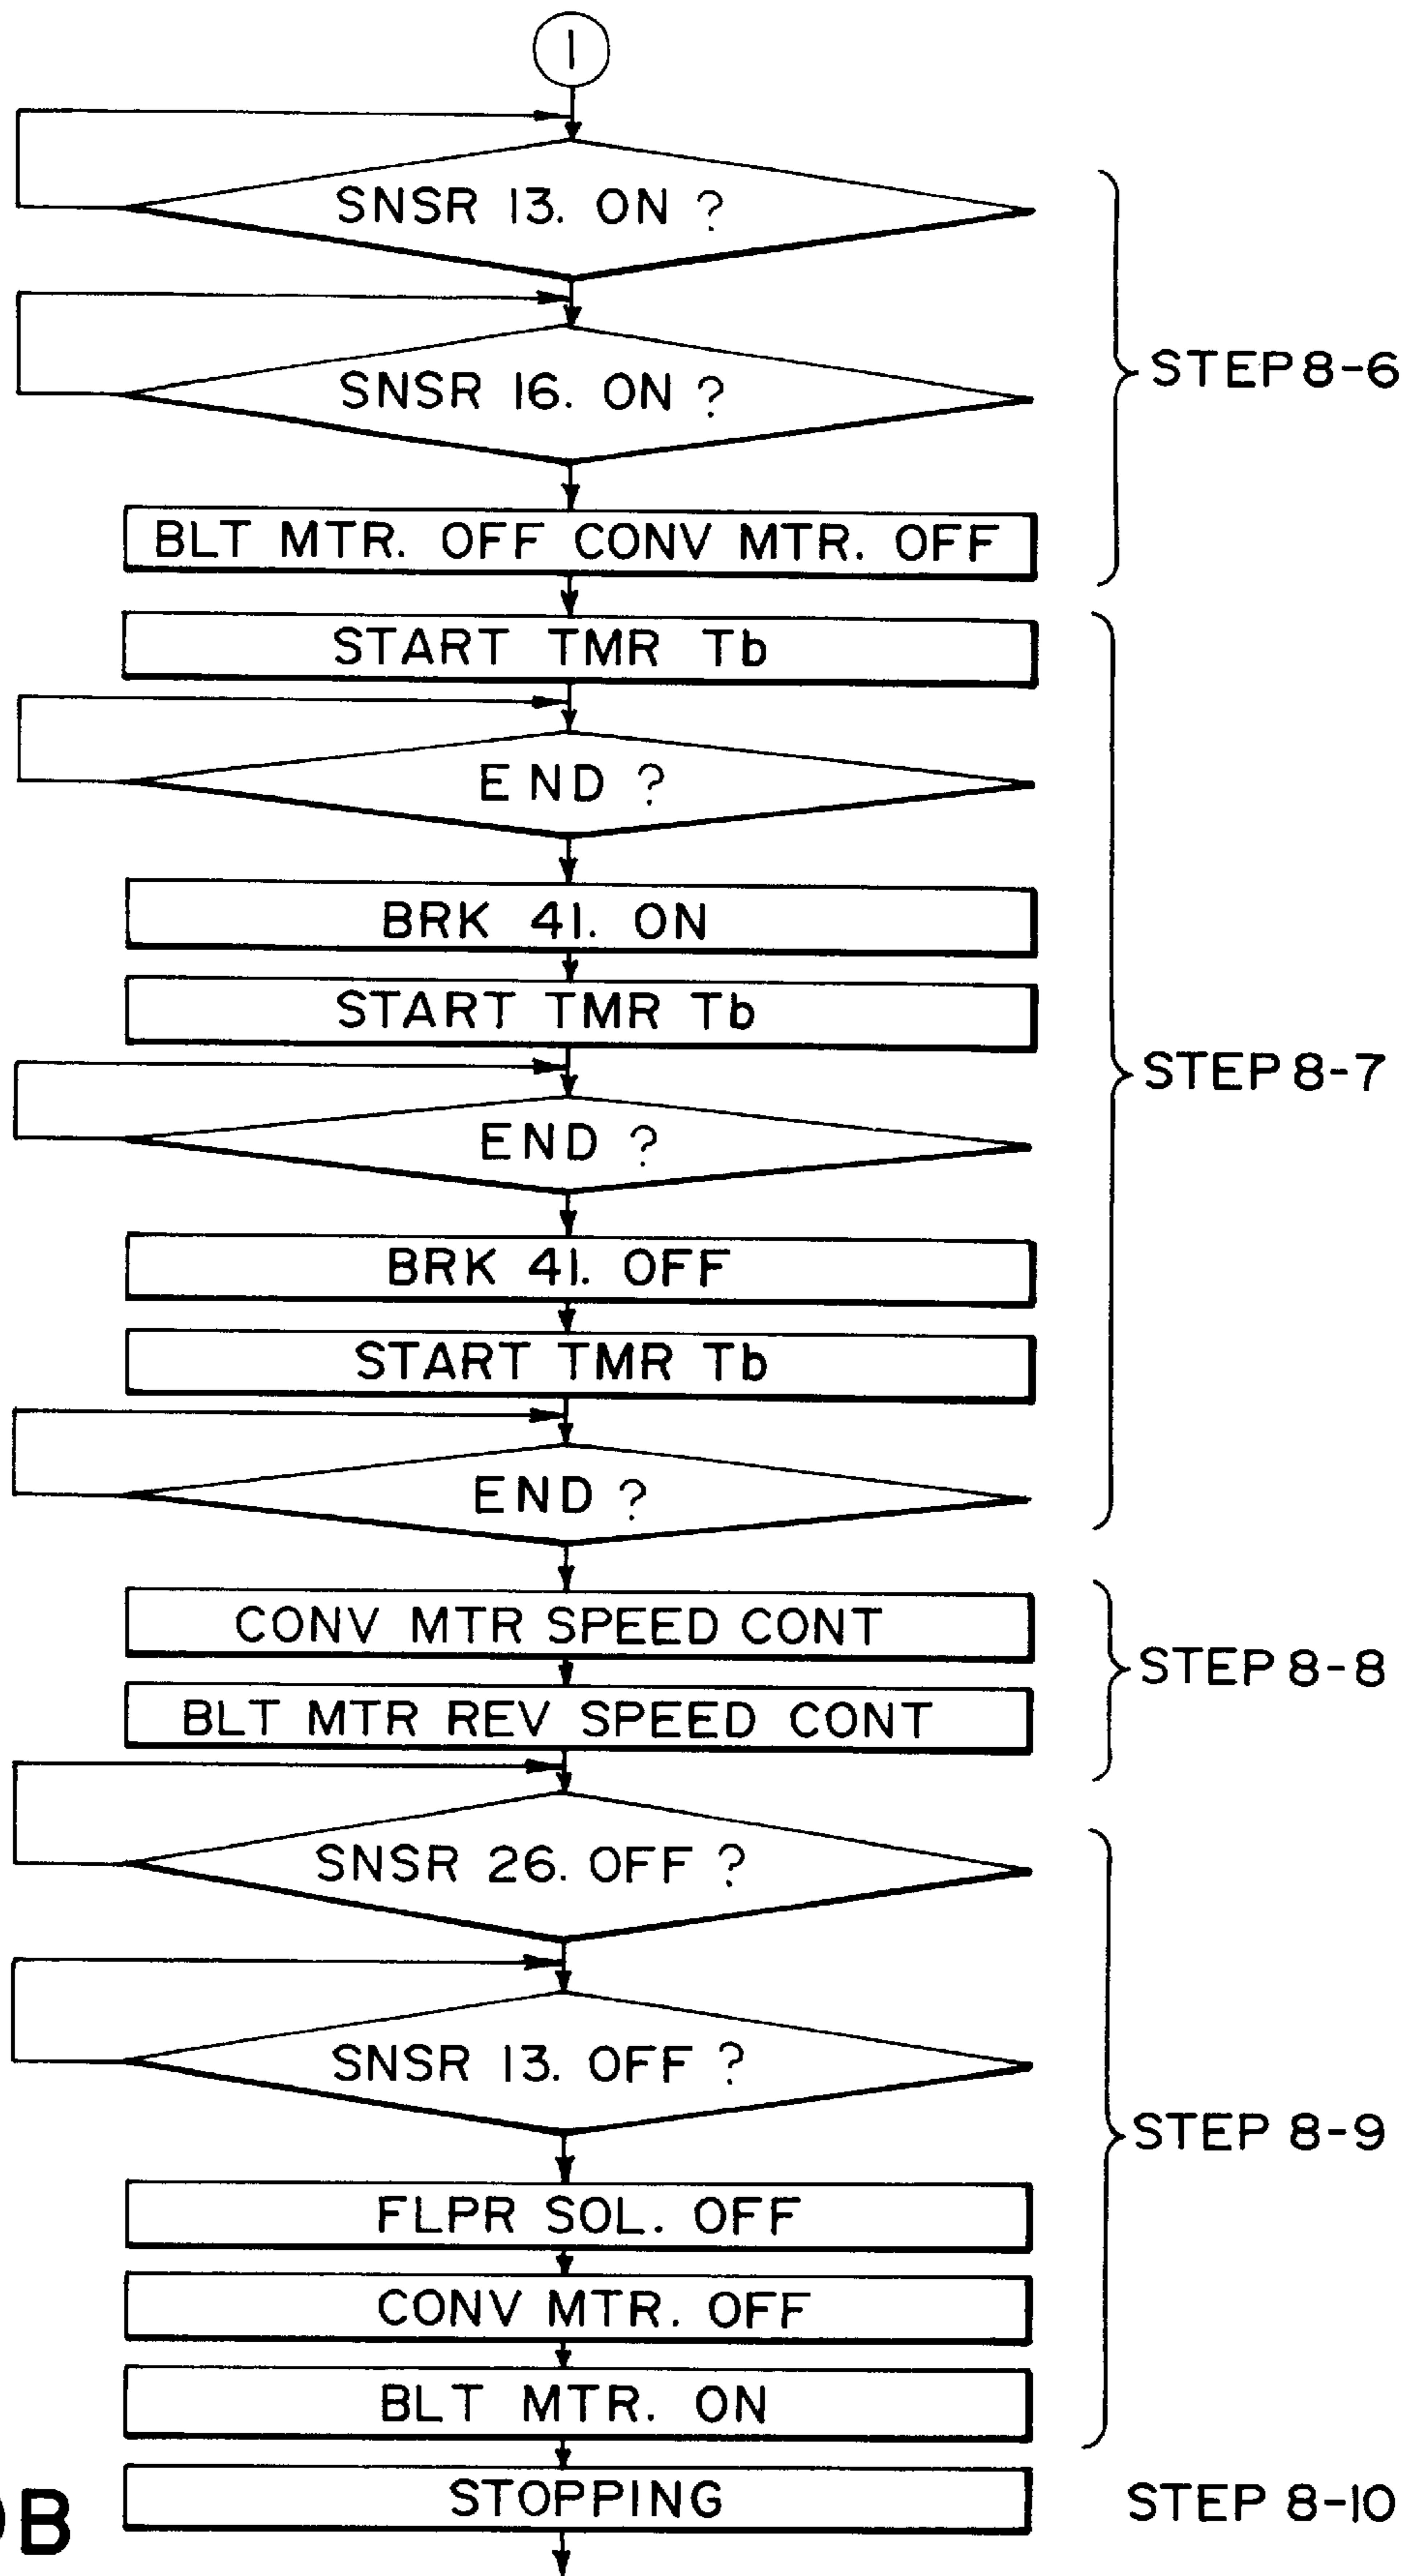 1
SNSR 13. ON ?
SNSR 16. ON ?
STEP 8-6
BLT MTR. OFF CONV MTR. OFF
START TMR Tb
END ?
BRK 41. ON
START TMR Tb
STEP 8-7
END ?
BRK 41. OFF
START TMR Tb
END ?
CONV MTR SPEED CONT
STEP 8-8
BLT MTR REV SPEED CONT
SNSR 26. OFF ?
SNSR 13. OFF ?
STEP 8-9
FLPR SOL. OFF
CONV MTR. OFF
BLT MTR. ON
STOPPING
STEP 8-10
B